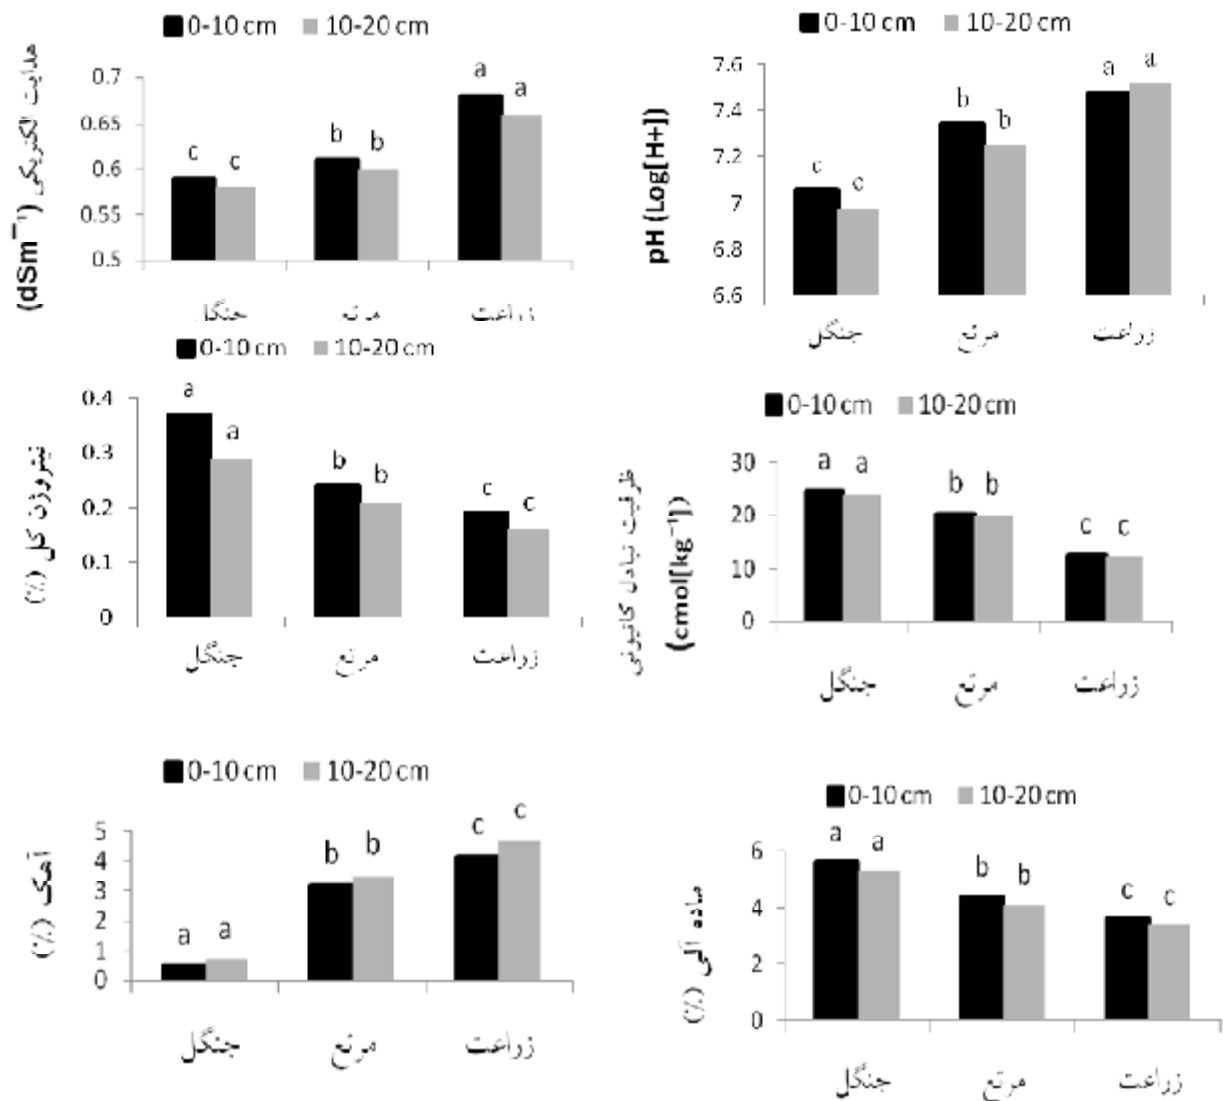 0-10 cm 10-20 cm
هدایت الکتریکی (dSm⁻¹)
0.7
0.65
0.6
0.55
0.5
c c b b a a
جنگل مرتع زراعت
0-10 cm 10-20 cm
pH (Log[H+])
7.6
7.4
7.2
7
6.8
6.6
c c b b a a
جنگل مرتع زراعت
0-10 cm 10-20 cm
نیتروژن کل (٪)
0.4
0.3
0.2
0.1
0
a a b b c c
جنگل مرتع زراعت
0-10 cm 10-20 cm
ظرفیت تبادل کاتیونی
(cmol[kg⁻¹])
30
20
10
0
a a b b c c
جنگل مرتع زراعت
0-10 cm 10-20 cm
آهک (٪)
5
4
3
2
1
0
a a b b c c
جنگل مرتع زراعت
0-10 cm 10-20 cm
ماده آلی (٪)
6
4
2
0
a a b b c c
جنگل مرتع زراعت